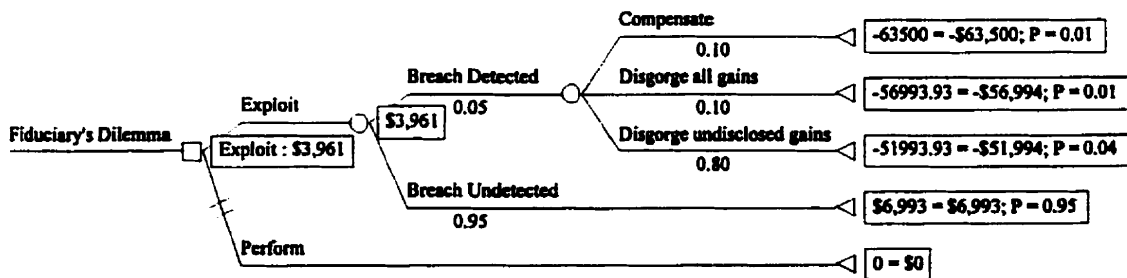 Compensate
0.10
-63500 = -$63,500; P = 0.01
Breach Detected
0.05
Disgorge all gains
0.10
-56993.93 = -$56,994; P = 0.01
Exploit
$3,961
Disgorge undisclosed gains
0.80
-51993.93 = -$51,994; P = 0.04
Fiduciary's Dilemma
Exploit : $3,961
Breach Undetected
0.95
$6,993 = $6,993; P = 0.95
Perform
0 = $0